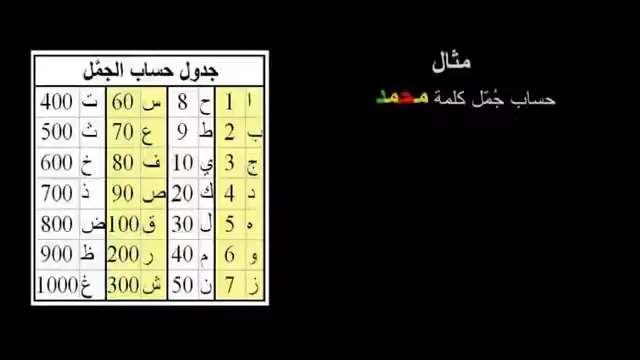 مثال
حساب جُمّل كلمة محمد
جدول حساب الجمَّل
ا 1 ح 8 س 60 ت 400
ب 2 ط 9 ع 70 ث 500
ج 3 ي 10 ف 80 خ 600
د 4 ك 20 ص 90 ذ 700
ه 5 ل 30 ق 100 ض 800
و 6 م 40 ر 200 ظ 900
ز 7 ن 50 ش 300 غ 1000